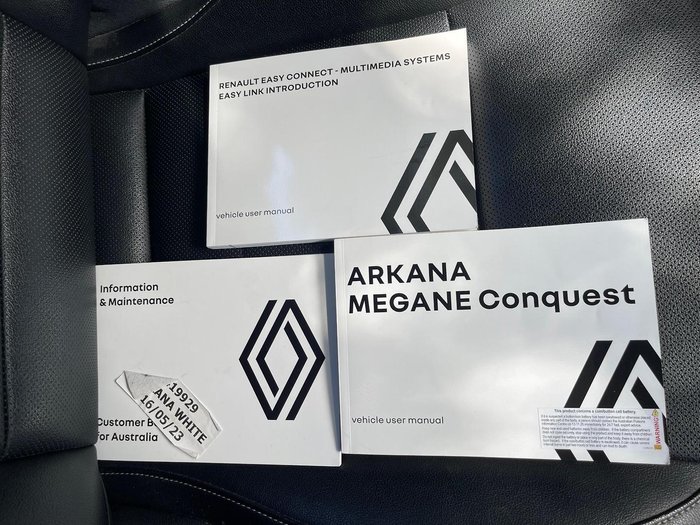 RENAULT EASY CONNECT - MULTIMEDIA SYSTEMS
EASY LINK INTRODUCTION
vehicle user manual
Information
& Maintenance
.19929
ANA WHITE
16/05/23
Customer B
for Australia
ARKANA
MEGANE Conquest
vehicle user manual
This product contains a coin/button cell battery.
WARNING